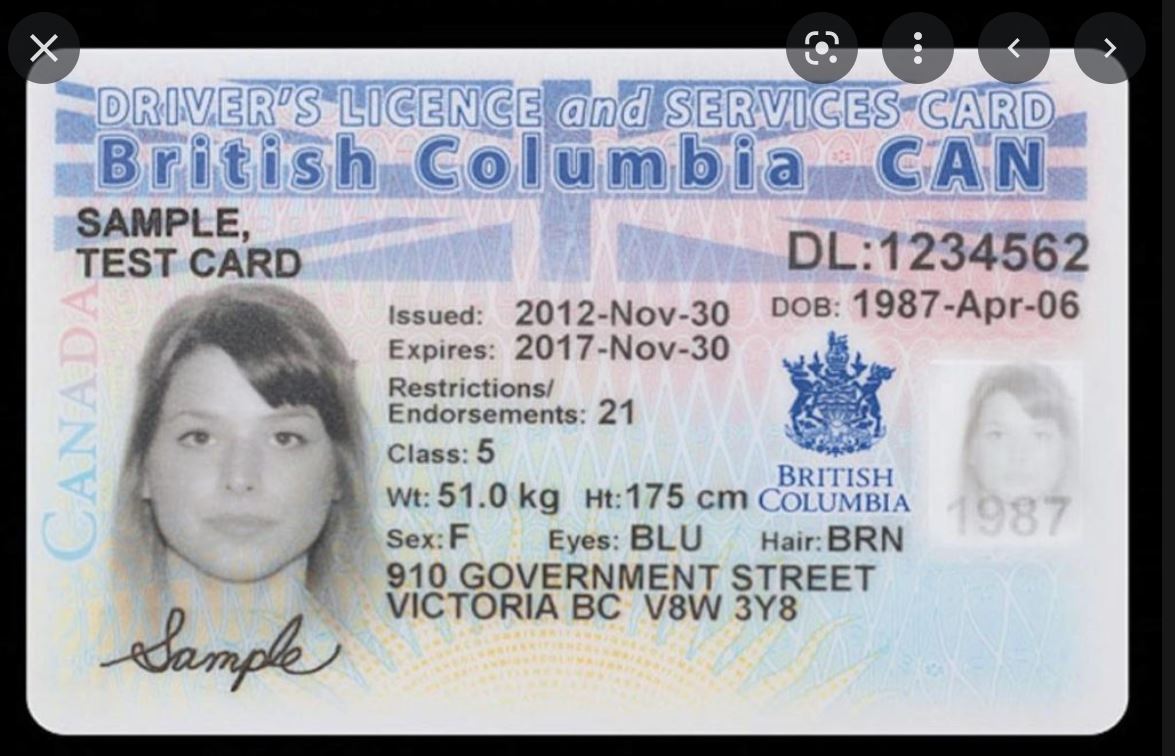 DRIVER'S LICENCE and SERVICES CARD
British Columbia CAN
SAMPLE,
TEST CARD
DL:1234562
Issued: 2012-Nov-30
DOB: 1987-Apr-06
Expires: 2017-Nov-30
Restrictions/
Endorsements: 21
Class: 5
Wt: 51.0 kg Ht: 175 cm
BRITISH
COLUMBIA
1987
Sex: F Eyes: BLU Hair: BRN
910 GOVERNMENT STREET
VICTORIA BC V8W 3Y8
CANADA
Sample